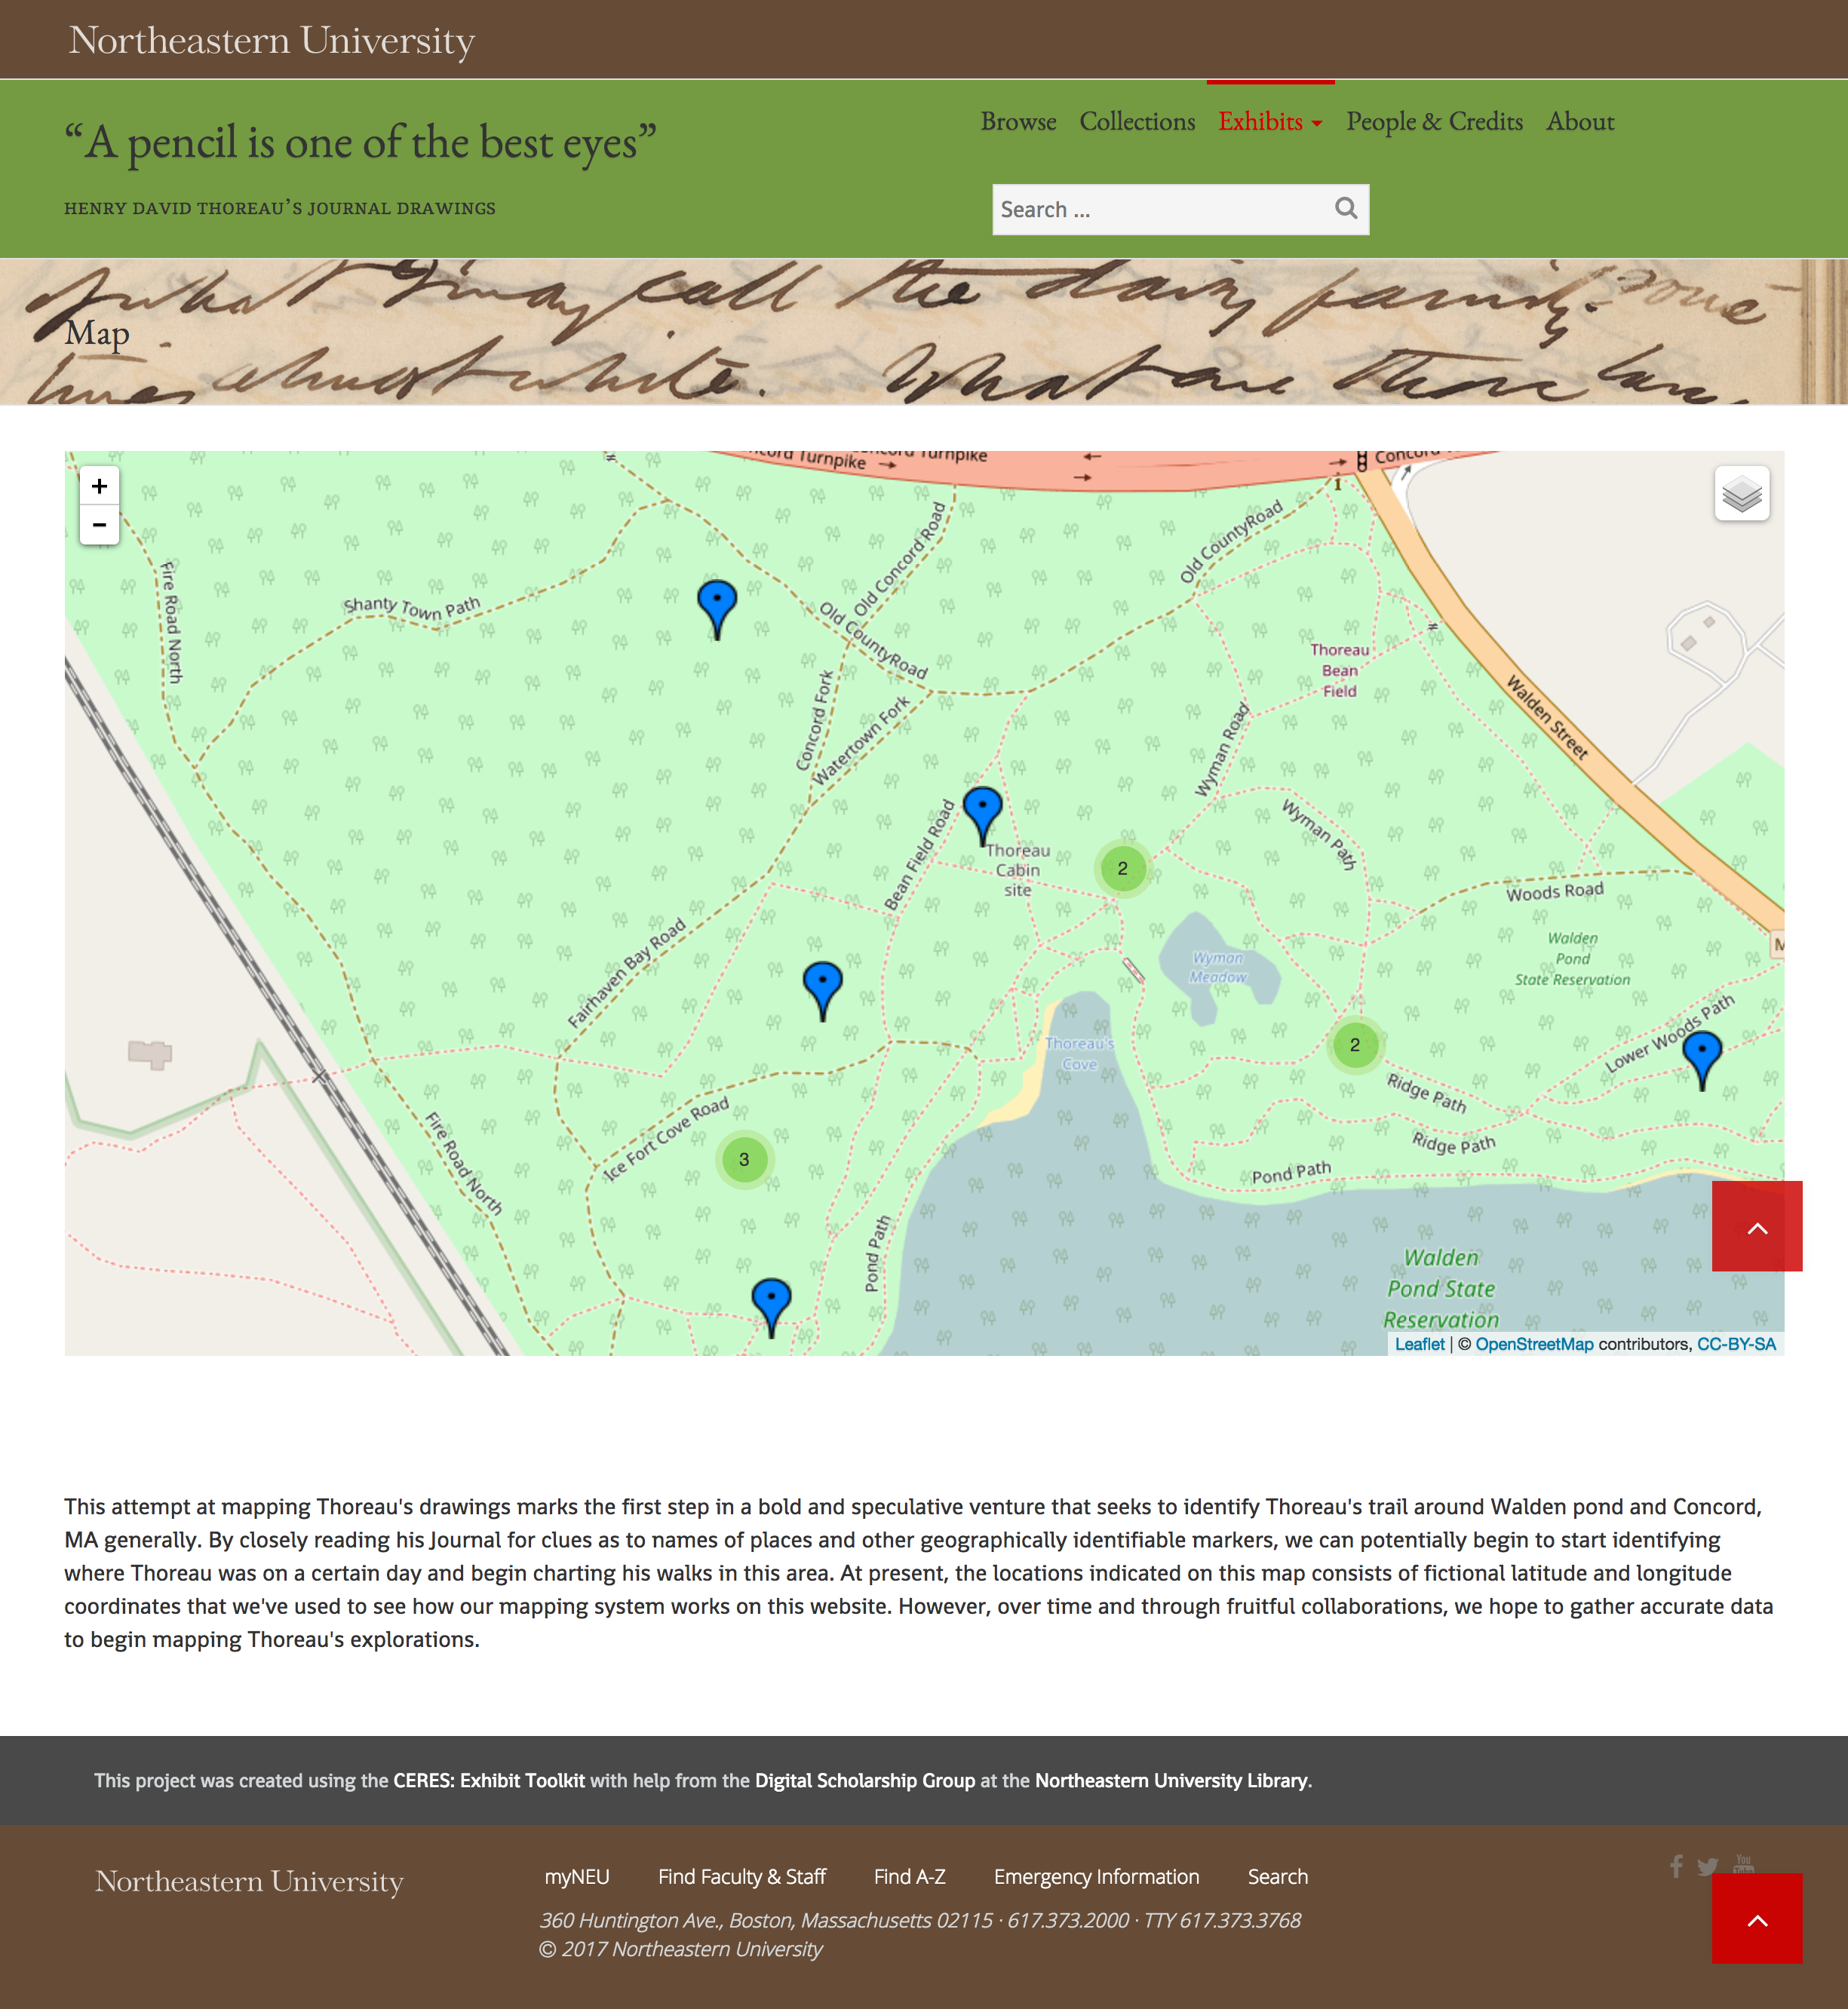 Northeastern University
“A pencil is one of the best eyes”
HENRY DAVID THOREAU’S JOURNAL DRAWINGS
Browse Collections Exhibits People & Credits About
Search ...
what I may call the dairy family.
Map
almost white. What are these
+
−
Turnpike
Turnpike
Concord
Fire Road North
Shanty Town Path
Old Concord Road
Old CountyRoad
Old CountyRoad
Concord Fork
Watertown Fork
Thoreau
Bean
Field
Walden Street
Wyman Road
Wyman Path
Bean Field Road
Thoreau
Cabin
site
2
Woods Road
Fairhaven Bay Road
Wyman
Meadow
Walden
Pond
State Reservation
M
Thoreau's
Cove
2
Lower Woods Path
Ridge Path
Ridge Path
Fire Road North
Ice Fort Cove Road
3
Pond Path
Pond Path
Walden
Pond State
Reservation
Leaflet | © OpenStreetMap contributors, CC-BY-SA
This attempt at mapping Thoreau's drawings marks the first step in a bold and speculative venture that seeks to identify Thoreau's trail around Walden pond and Concord,
MA generally. By closely reading his Journal for clues as to names of places and other geographically identifiable markers, we can potentially begin to start identifying
where Thoreau was on a certain day and begin charting his walks in this area. At present, the locations indicated on this map consists of fictional latitude and longitude
coordinates that we've used to see how our mapping system works on this website. However, over time and through fruitful collaborations, we hope to gather accurate data
to begin mapping Thoreau's explorations.
This project was created using the CERES: Exhibit Toolkit with help from the Digital Scholarship Group at the Northeastern University Library.
Northeastern University
myNEU Find Faculty & Staff Find A-Z Emergency Information Search
360 Huntington Ave., Boston, Massachusetts 02115 · 617.373.2000 · TTY 617.373.3768
© 2017 Northeastern University
You